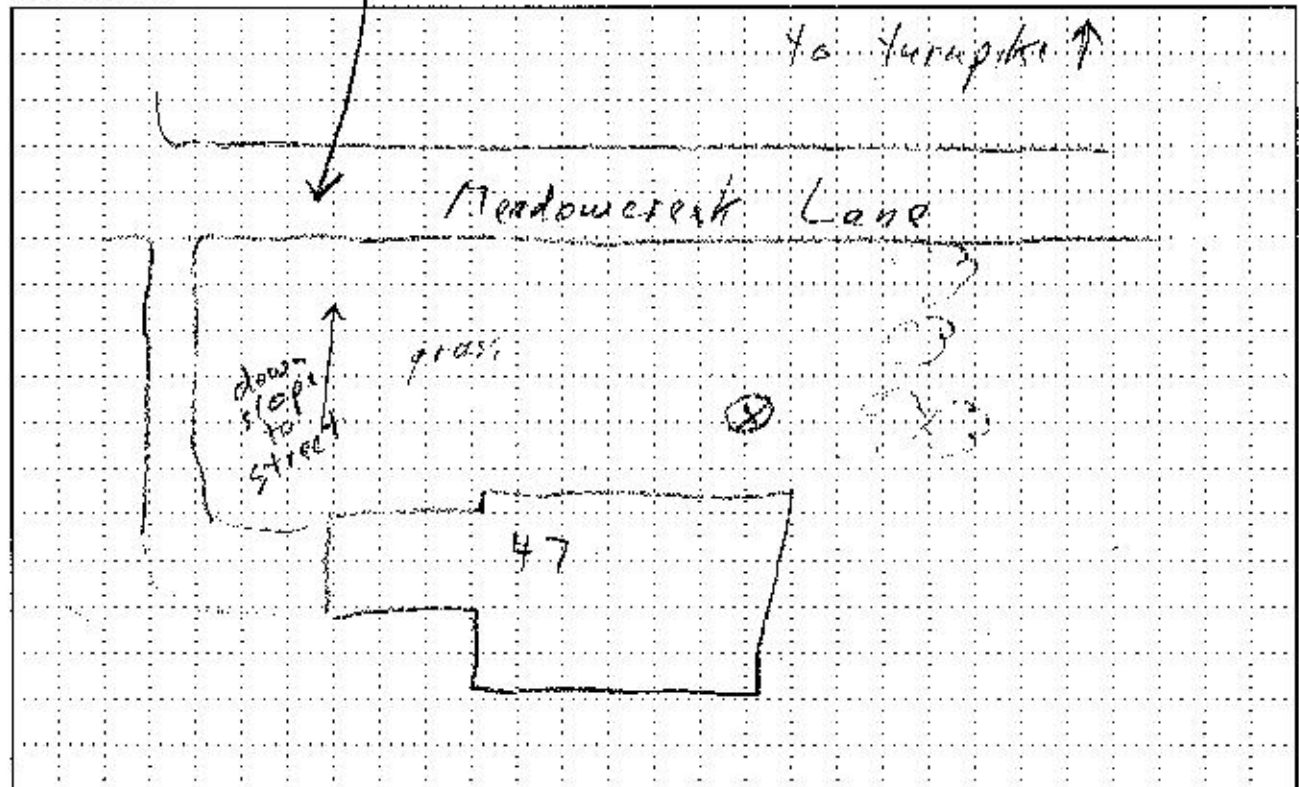 To Turnpike ↑
Meadowcreek Lane
grass
down
slope
to
street
47